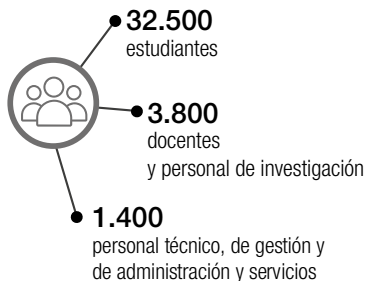 32.500
estudiantes
3.800
docentes
y personal de investigación
1.400
personal técnico, de gestión y
de administración y servicios